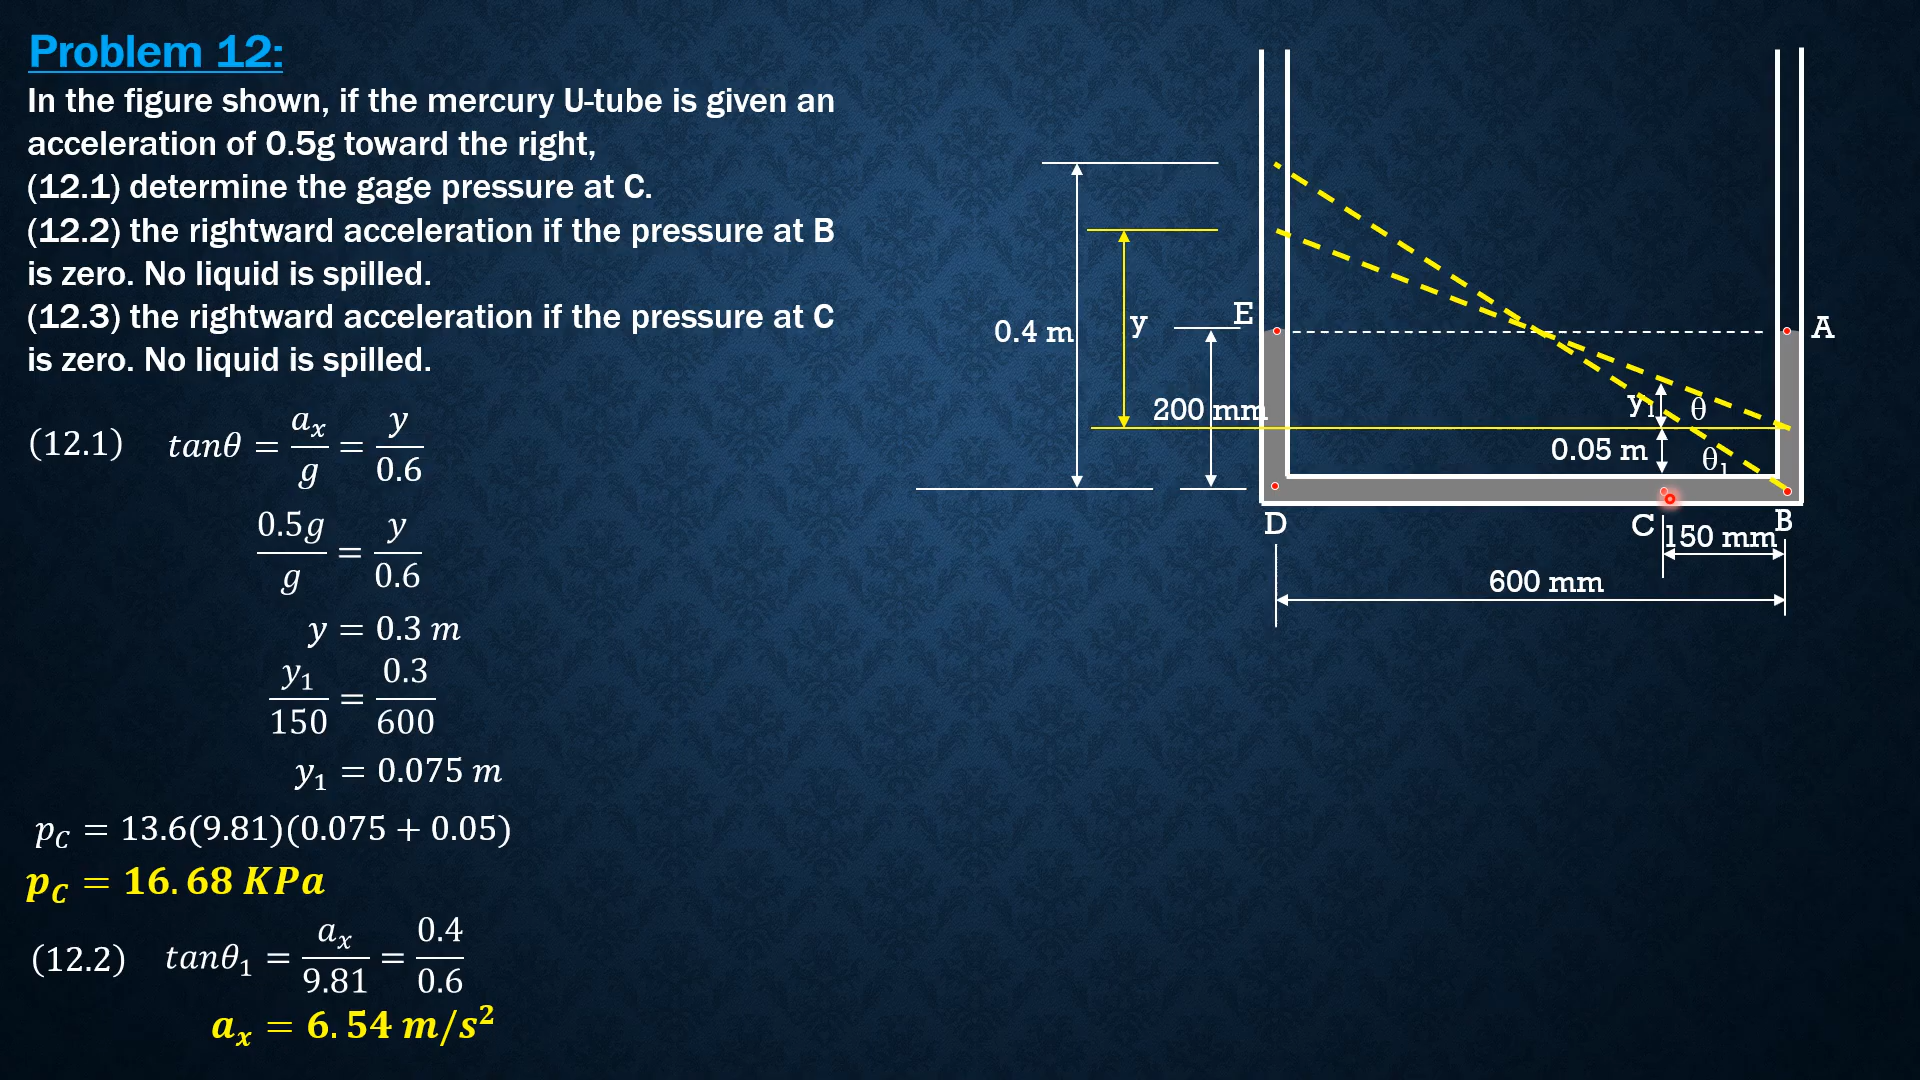 Problem 12:
In the figure shown, if the mercury U-tube is given an
acceleration of 0.5g toward the right,
(12.1) determine the gage pressure at C.
(12.2) the rightward acceleration if the pressure at B
is zero. No liquid is spilled.
(12.3) the rightward acceleration if the pressure at C
is zero. No liquid is spilled.
(12.1) tanθ = aₓ/g = y/0.6
0.5g/g = y/0.6
y = 0.3 m
y₁/150 = 0.3/600
y₁ = 0.075 m
p_C = 13.6(9.81)(0.075 + 0.05)
p_C = 16.68 KPa
(12.2) tanθ₁ = aₓ/9.81 = 0.4/0.6
aₓ = 6.54 m/s²
E
A
0.4 m
y
200 mm
y₁
θ
0.05 m
θ₁
D
C
B
150 mm
600 mm